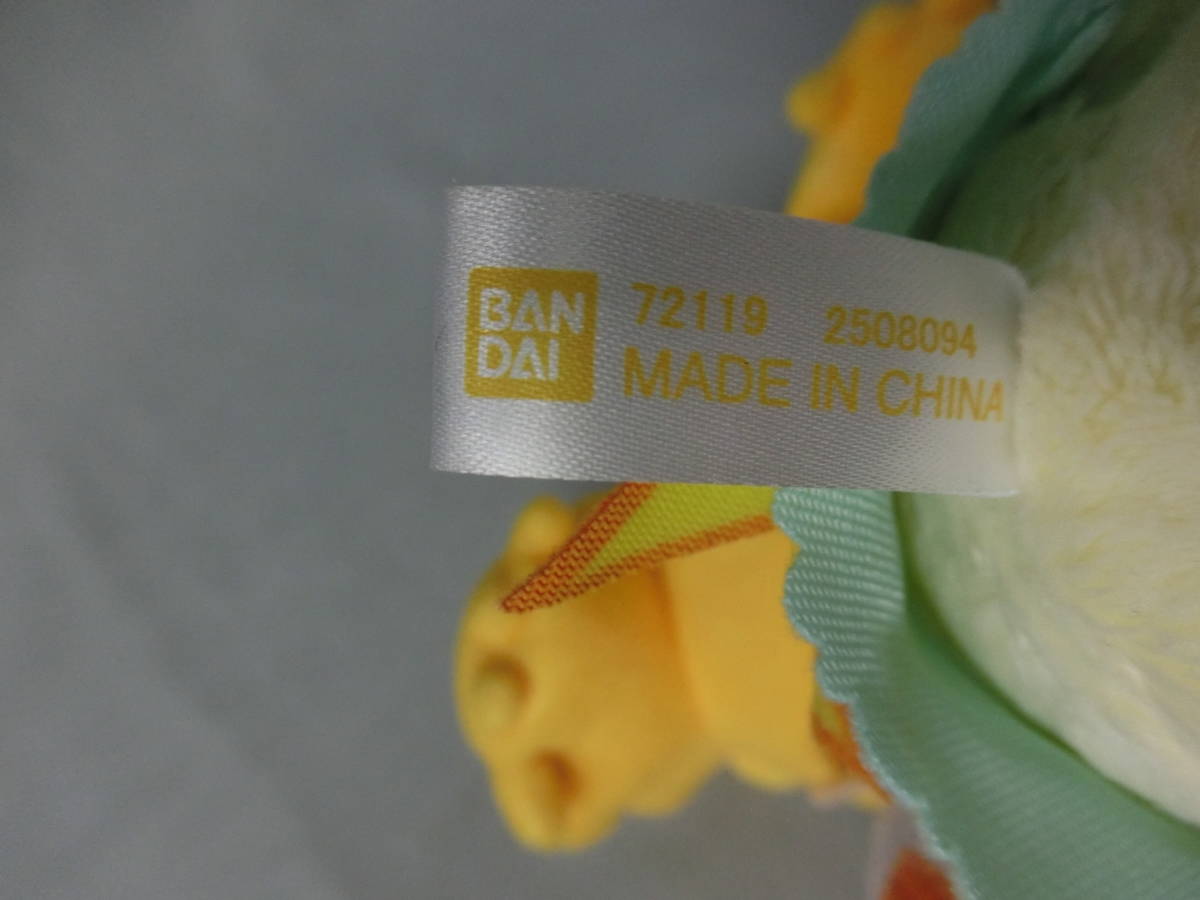 BAN
DAI
72119 2508094
MADE IN CHINA